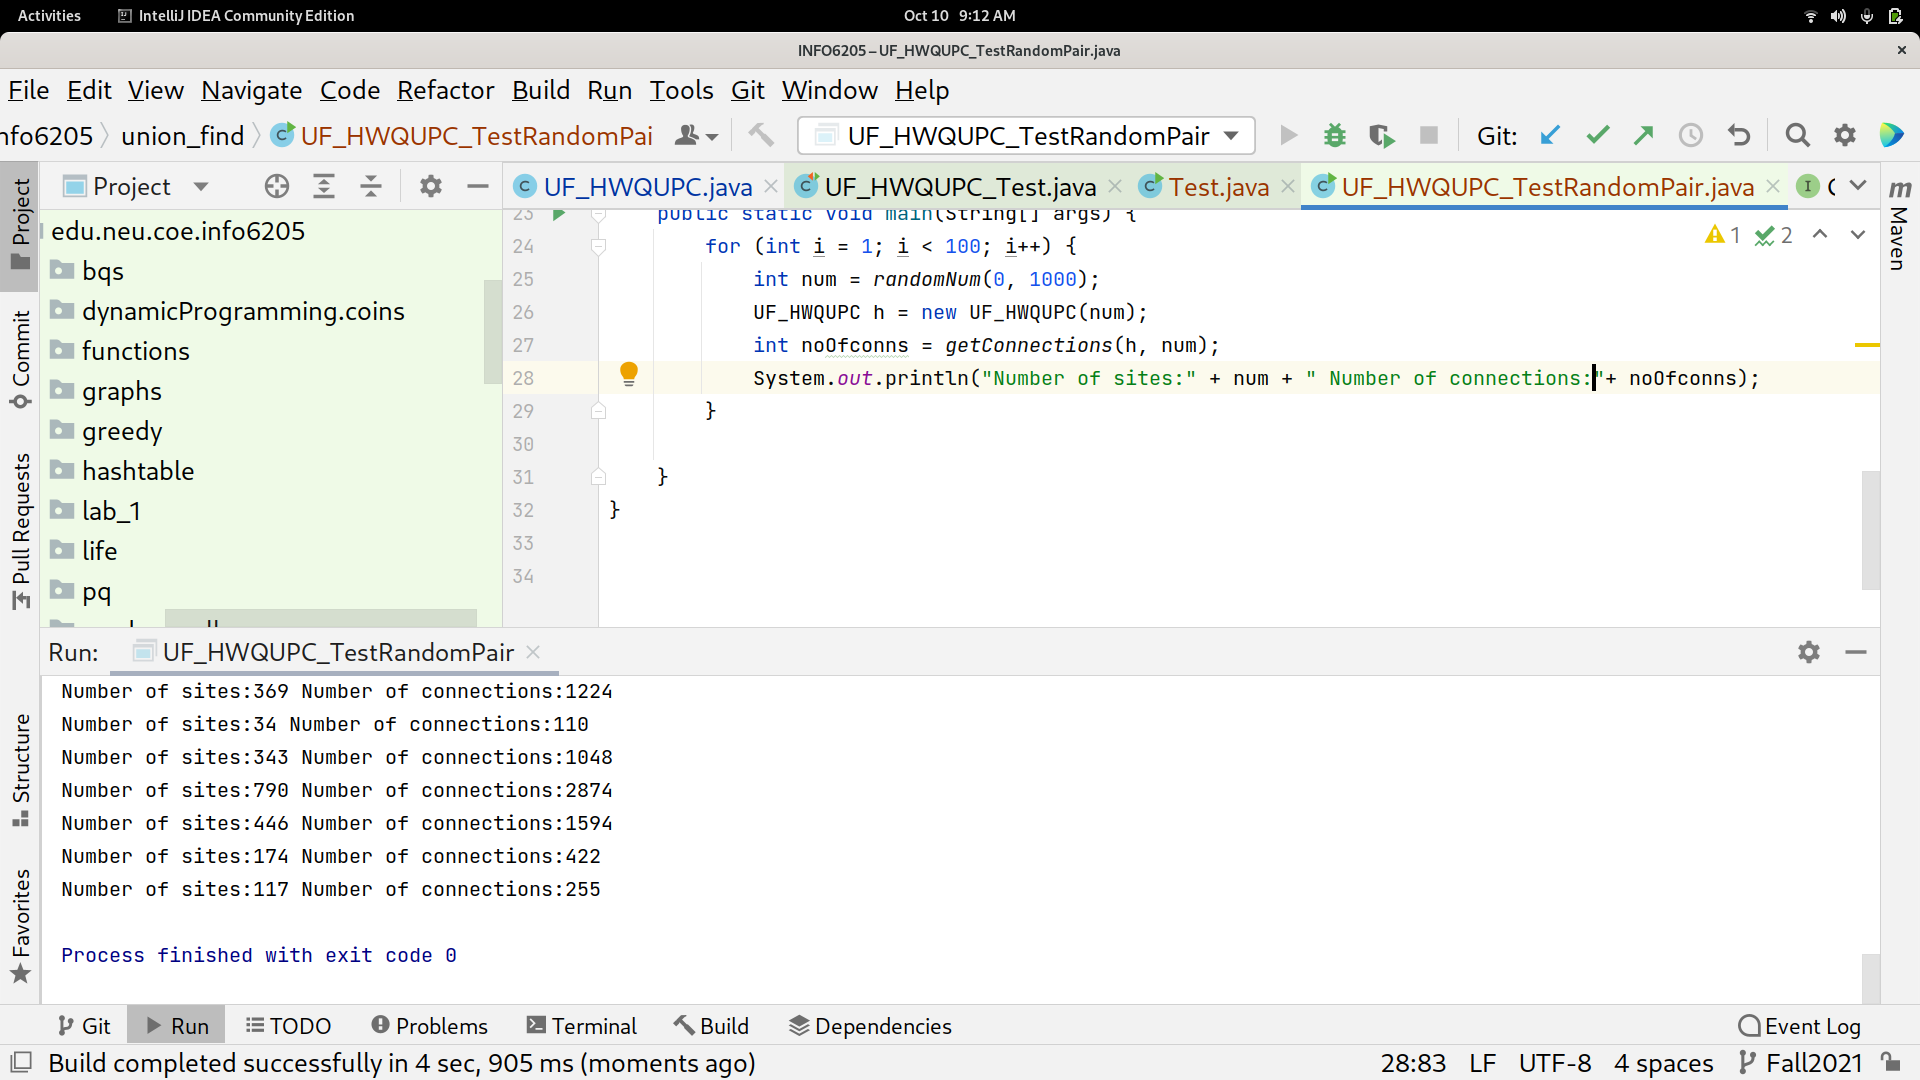 Activities IntelliJ IDEA Community Edition Oct 10 9:12 AM
INFO6205 – UF_HWQUPC_TestRandomPair.java
File Edit View Navigate Code Refactor Build Run Tools Git Window Help
nfo6205 union_find UF_HWQUPC_TestRandomPai UF_HWQUPC_TestRandomPair Git:
Project
UF_HWQUPC.java UF_HWQUPC_Test.java Test.java UF_HWQUPC_TestRandomPair.java
Project
Commit
Pull Requests
Structure
Favorites
Maven
edu.neu.coe.info6205
bqs
dynamicProgramming.coins
functions
graphs
greedy
hashtable
lab_1
life
pq
1 2
23 public static void main(String[] args) {
24 for (int i = 1; i < 100; i++) {
25 int num = randomNum(0, 1000);
26 UF_HWQUPC h = new UF_HWQUPC(num);
27 int noOfconns = getConnections(h, num);
28 System.out.println("Number of sites:" + num + " Number of connections:"+ noOfconns);
29 }
30
31 }
32 }
33
34
Run: UF_HWQUPC_TestRandomPair
Number of sites:369 Number of connections:1224
Number of sites:34 Number of connections:110
Number of sites:343 Number of connections:1048
Number of sites:790 Number of connections:2874
Number of sites:446 Number of connections:1594
Number of sites:174 Number of connections:422
Number of sites:117 Number of connections:255
Process finished with exit code 0
Git Run TODO Problems Terminal Build Dependencies Event Log
Build completed successfully in 4 sec, 905 ms (moments ago) 28:83 LF UTF-8 4 spaces Fall2021